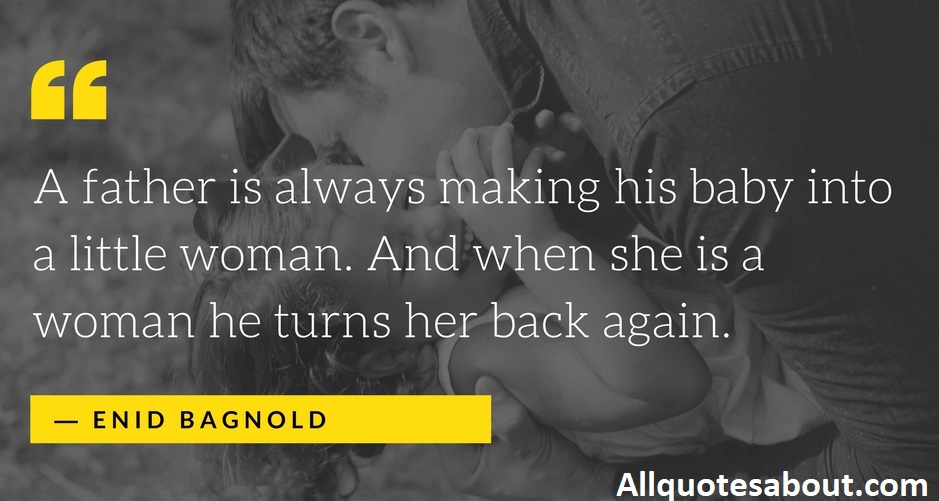 “
A father is always making his baby into
a little woman. And when she is a
woman he turns her back again.
— ENID BAGNOLD
Allquotesabout.com